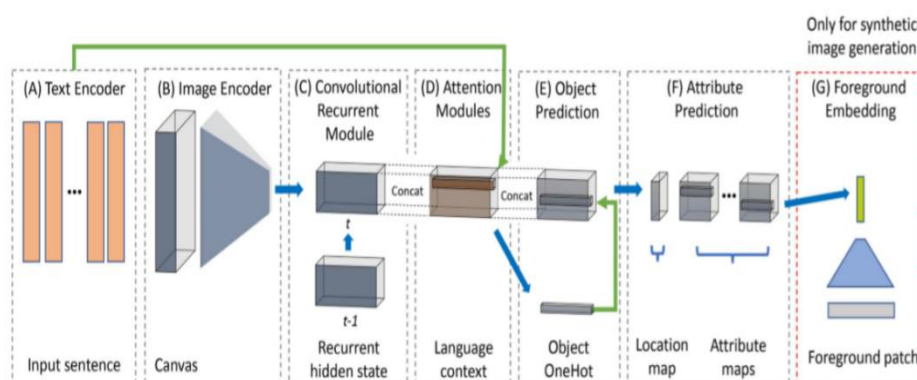 Only for synthetic
image generation
(A) Text Encoder
(B) Image Encoder
(C) Convolutional
Recurrent
Module
(D) Attention
Modules
(E) Object
Prediction
(F) Attribute
Prediction
(G) Foreground
Embedding
...
Concat
Concat
...
t
t-1
Input sentence
Canvas
Recurrent
hidden state
Language
context
Object
OneHot
Location
map
Attribute
maps
Foreground patch